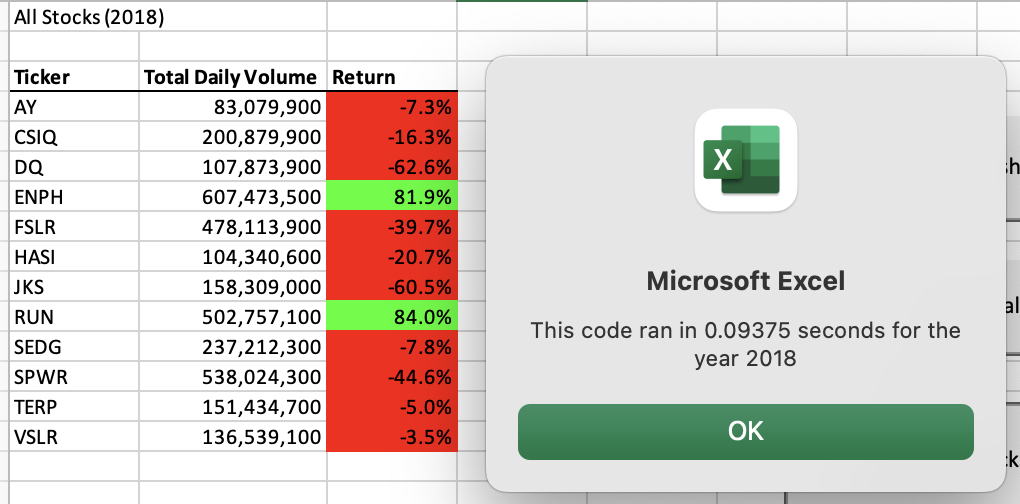 All Stocks (2018)
Ticker Total Daily Volume Return
AY 83,079,900 -7.3%
CSIQ 200,879,900 -16.3%
DQ 107,873,900 -62.6%
ENPH 607,473,500 81.9%
FSLR 478,113,900 -39.7%
HASI 104,340,600 -20.7%
JKS 158,309,000 -60.5%
RUN 502,757,100 84.0%
SEDG 237,212,300 -7.8%
SPWR 538,024,300 -44.6%
TERP 151,434,700 -5.0%
VSLR 136,539,100 -3.5%
X
Microsoft Excel
This code ran in 0.09375 seconds for the
year 2018
OK